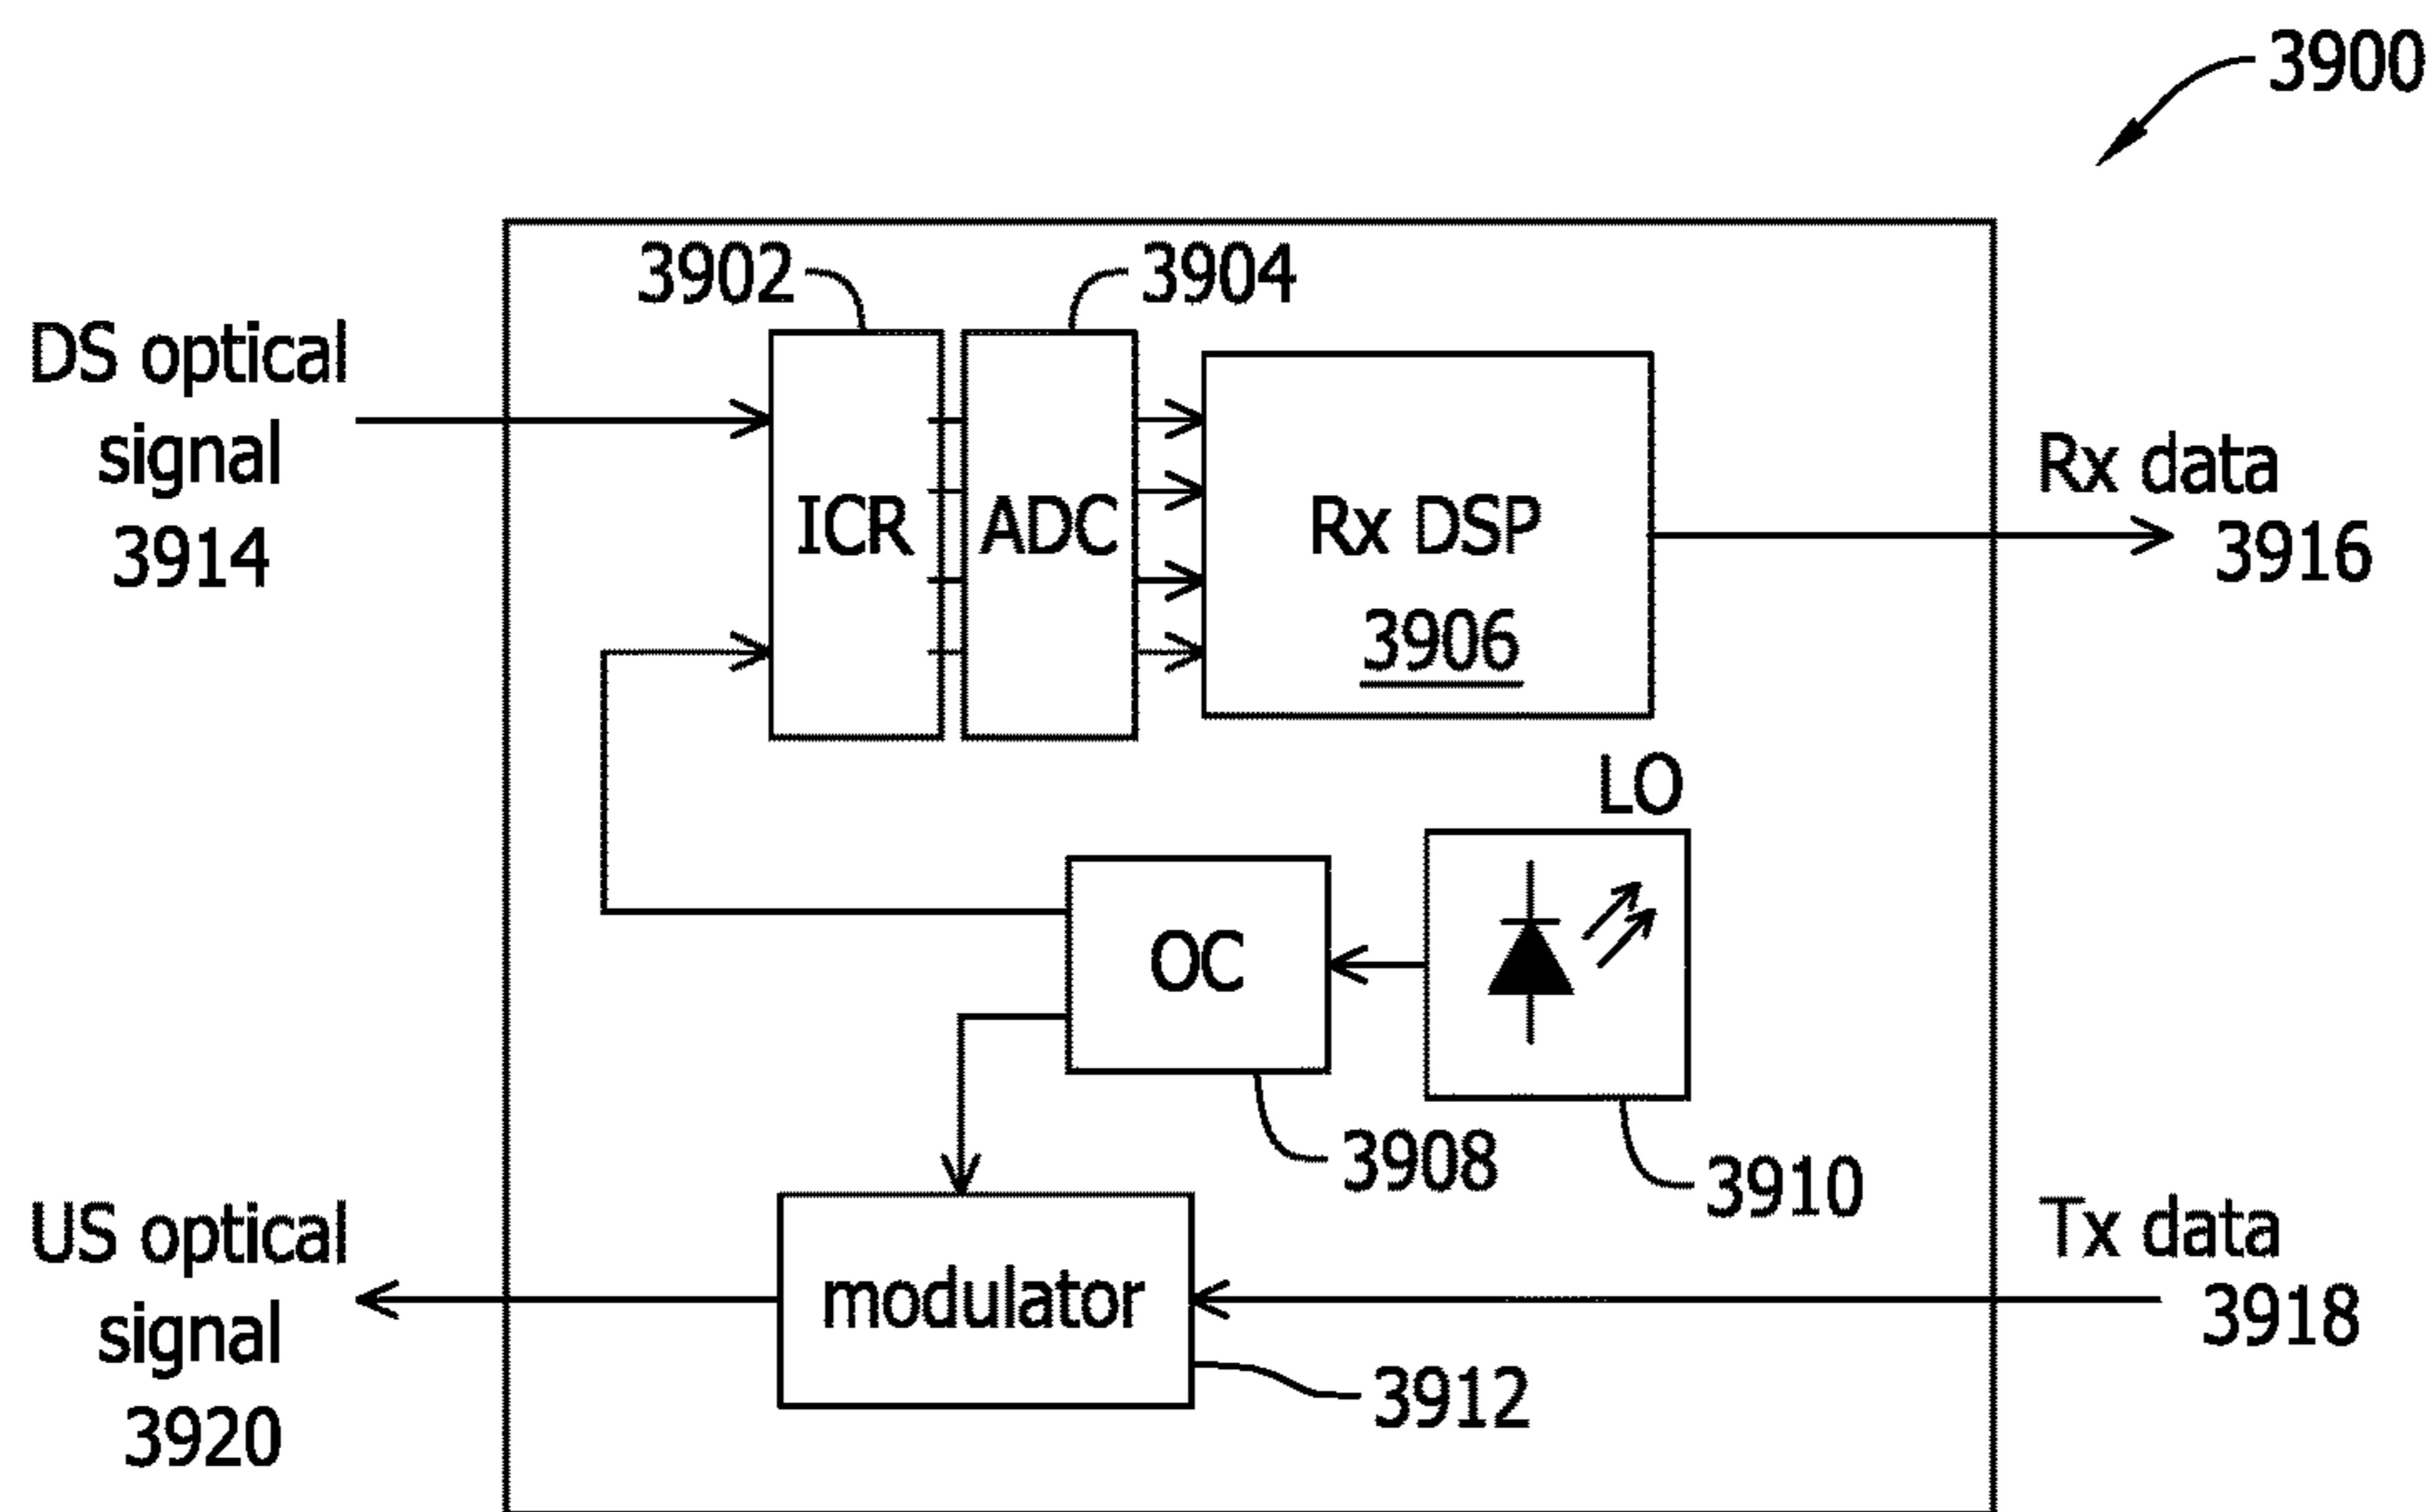 3900
3902
3904
DS optical
signal
3914
ICR
ADC
Rx DSP
3906
Rx data
3916
LO
OC
3908
3910
US optical
signal
3920
modulator
3912
Tx data
3918